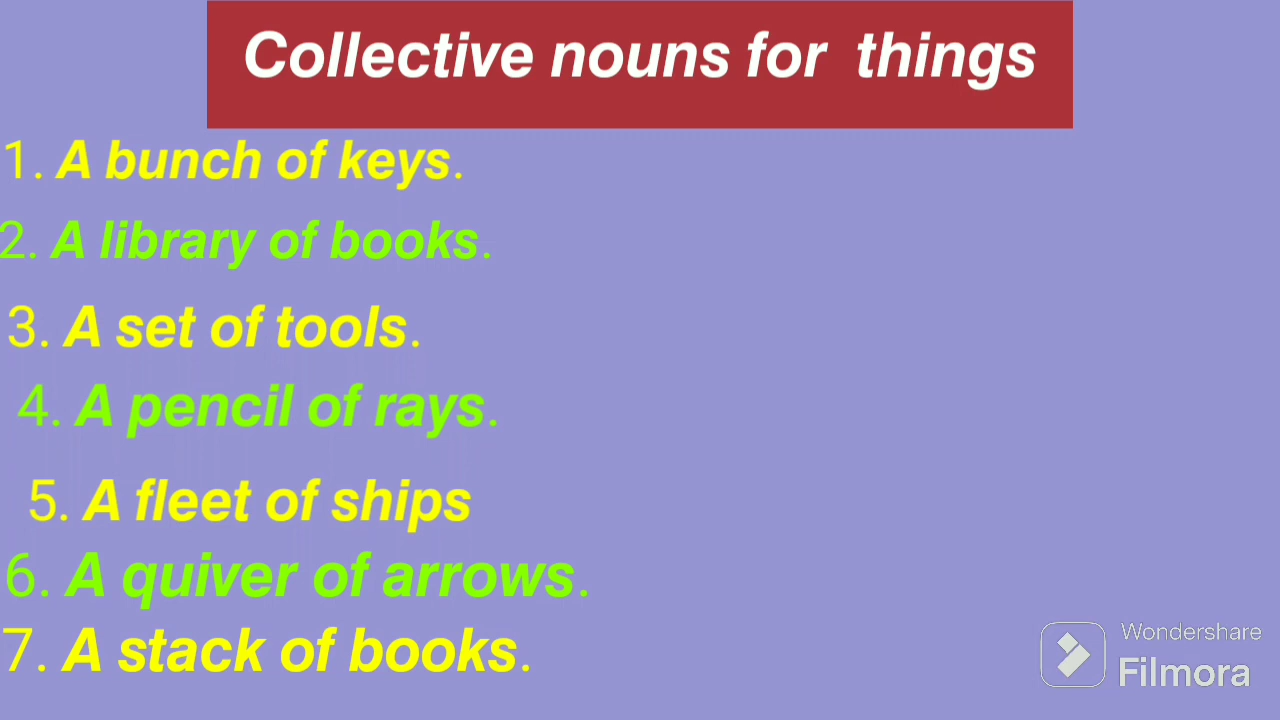 Collective nouns for things
1. A bunch of keys.
2. A library of books.
3. A set of tools.
4. A pencil of rays.
5. A fleet of ships
6. A quiver of arrows.
7. A stack of books.
Wondershare
Filmora